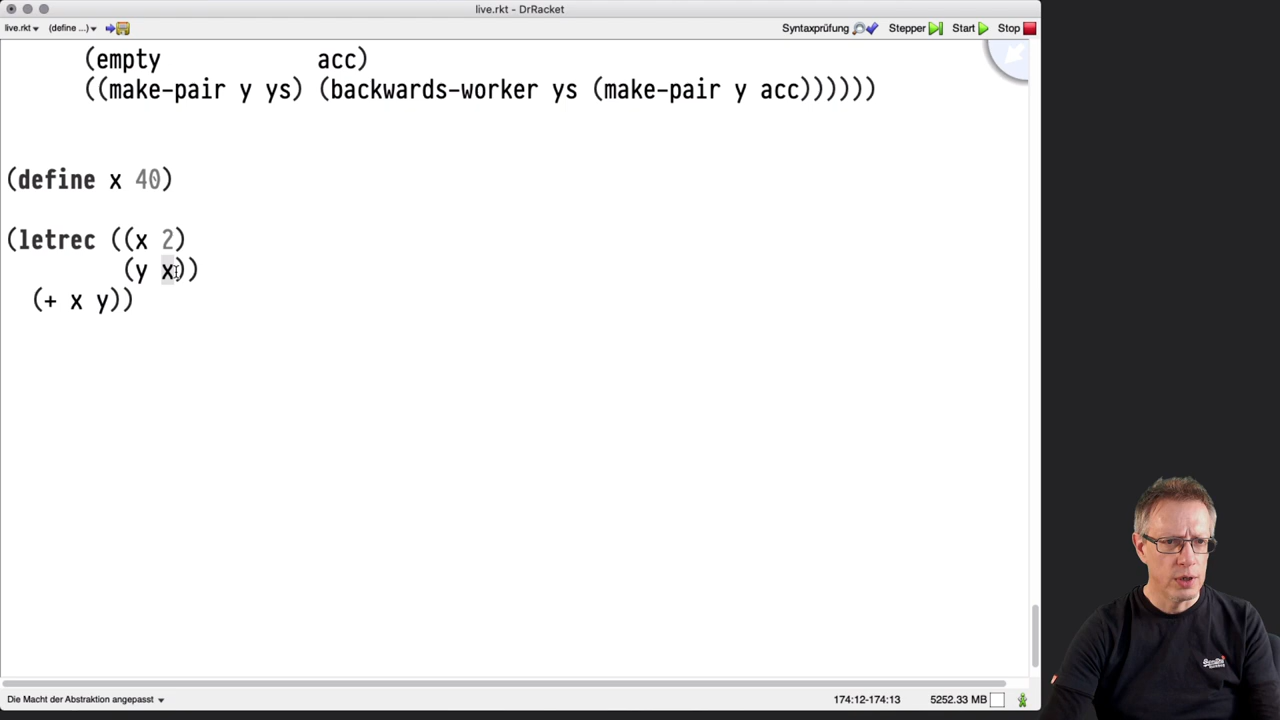 live.rkt - DrRacket
live.rkt (define ...) Syntaxprüfung Stepper Start Stop
(empty acc)
((make-pair y ys) (backwards-worker ys (make-pair y acc))))))
(define x 40)
(letrec ((x 2)
(y x))
(+ x y))
Die Macht der Abstraktion angepasst 174:12-174:13 5252.33 MB